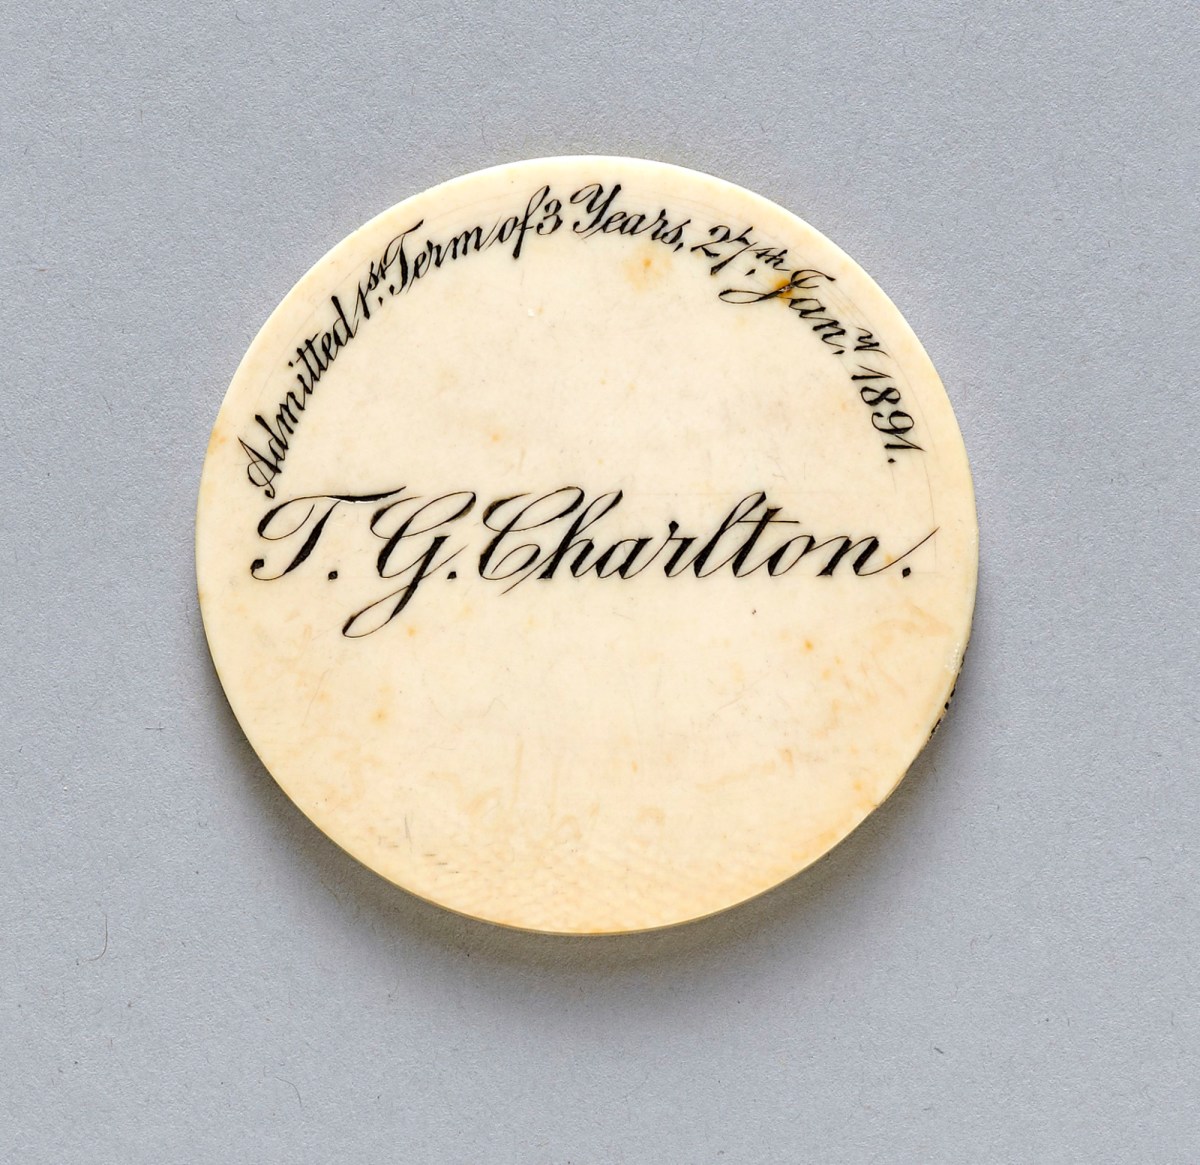 Admitted 1st. Term of 3 Years, 27th. Jany. 1891.
T. G. Charlton.